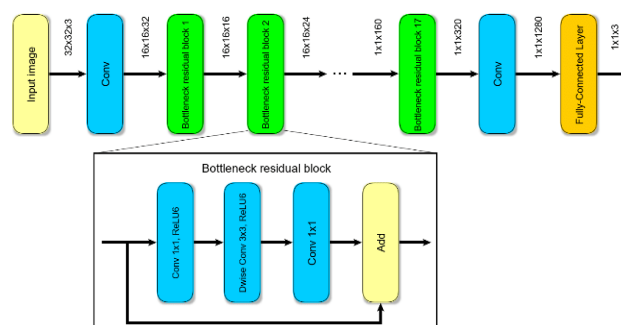 Input image
32x32x3
Conv
16x16x32
Bottleneck residual block 1
16x16x16
Bottleneck residual block 2
16x16x24
...
1x1x160
Bottleneck residual block 17
1x1x320
Conv
1x1x1280
Fully-Connected Layer
1x1x3
Bottleneck residual block
Conv 1x1, ReLU6
Dwise Conv 3x3, ReLU6
Conv 1x1
Add